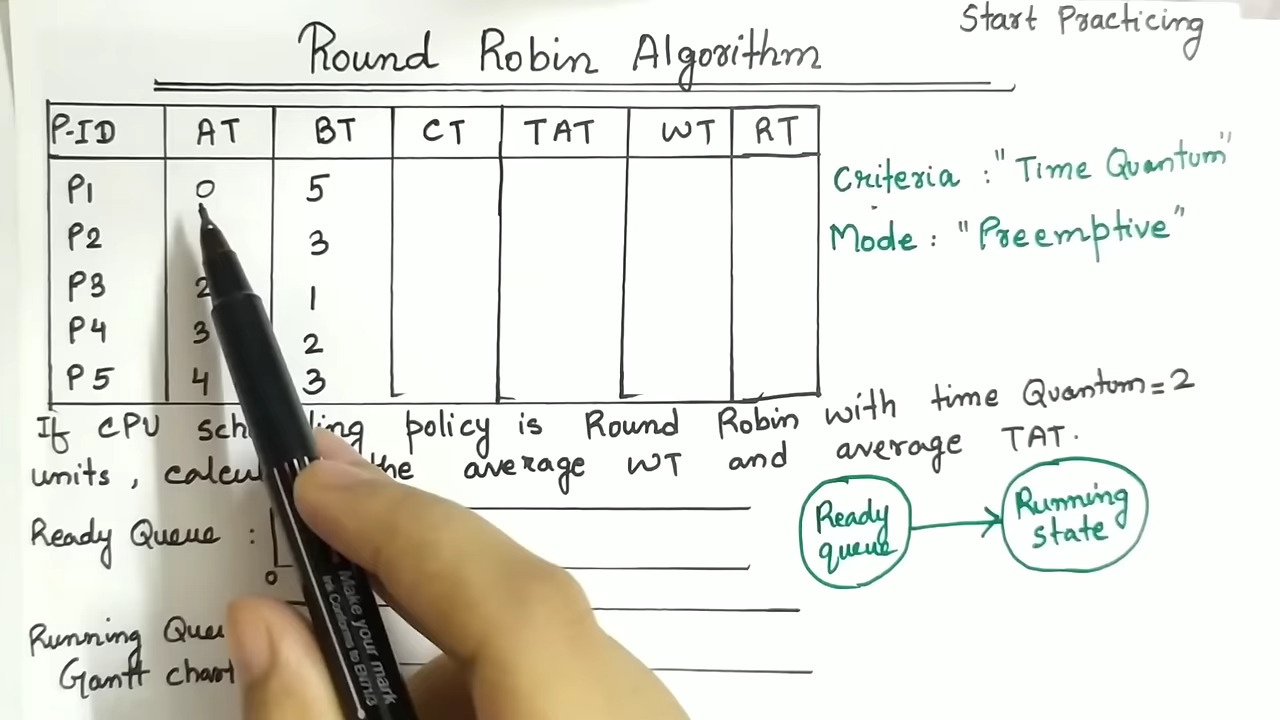 Start Practicing
Round Robin Algorithm
P-ID AT BT CT TAT WT RT
P1 0 5
P2 3
P3 2 1
P4 3 2
P5 4 3
Criteria : "Time Quantum"
Mode : "Preemptive"
If CPU policy is Round Robin with time Quantum=2
units, the average WT and average TAT.
Ready Queue :
0
Ready queue
Running state
Running
Gantt chart
Make your mark